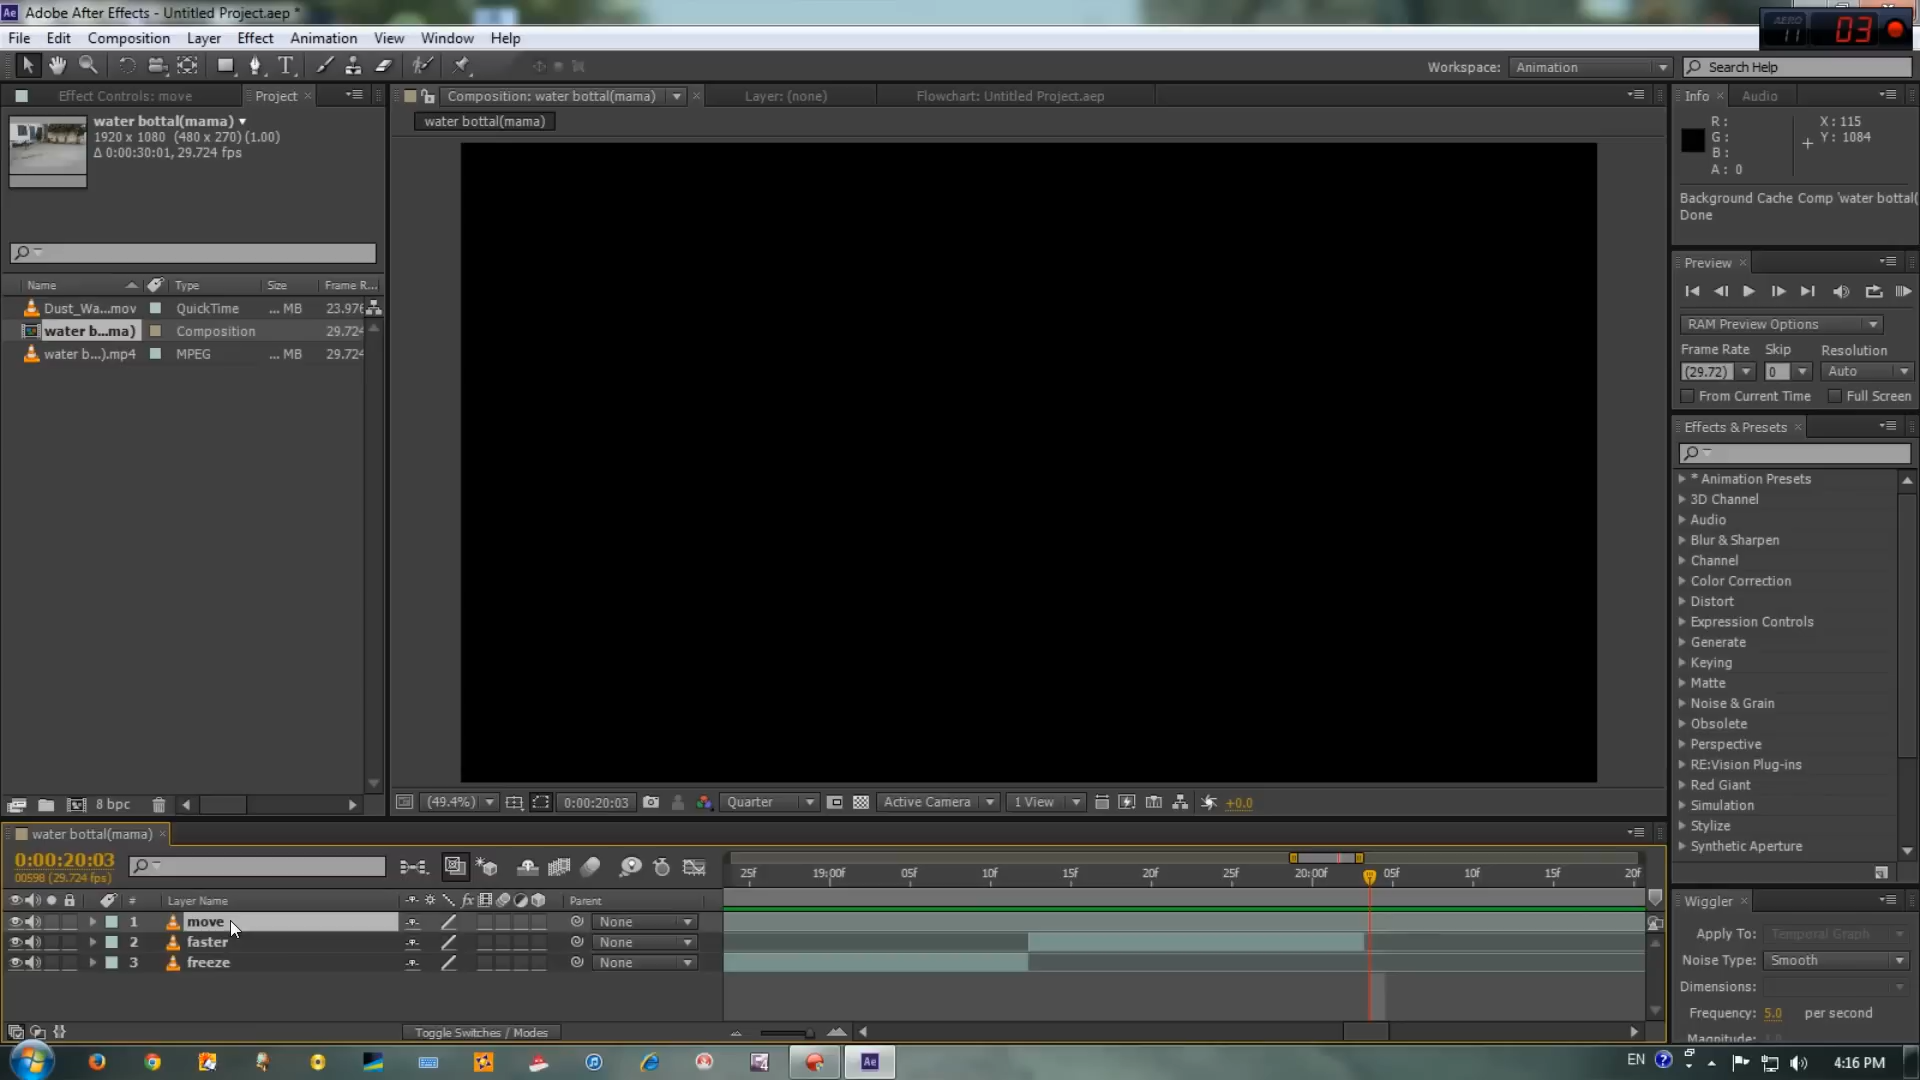 Ae Adobe After Effects - Untitled Project.aep *
File Edit Composition Layer Effect Animation View Window Help
AERO 11 03
Workspace: Animation Search Help
Effect Controls: move Project
Composition: water bottal(mama) Layer: (none) Flowchart: Untitled Project.aep
water bottal(mama)
Info Audio
water bottal(mama)
1920 x 1080 (480 x 270) (1.00)
Δ 0:00:30:01, 29.724 fps
R :
G :
B :
A : 0
X : 115
Y : 1084
Background Cache Comp 'water bottal(
Done
Preview
RAM Preview Options
Frame Rate Skip Resolution
(29.72) 0 Auto
From Current Time Full Screen
Name Type Size Frame R...
Dust_Wa...mov QuickTime ... MB 23.976
water b...ma) Composition 29.724
water b...).mp4 MPEG ... MB 29.724
Effects & Presets
* Animation Presets
3D Channel
Audio
Blur & Sharpen
Channel
Color Correction
Distort
Expression Controls
Generate
Keying
Matte
Noise & Grain
Obsolete
Perspective
RE:Vision Plug-ins
Red Giant
Simulation
Stylize
Synthetic Aperture
8 bpc
(49.4%) 0:00:20:03 Quarter Active Camera 1 View +0.0
water bottal(mama)
0:00:20:03
00598 (29.724 fps)
25f 19:00f 05f 10f 15f 20f 25f 20:00f 05f 10f 15f 20f
# Layer Name fx Parent
1 move None
2 faster None
3 freeze None
Toggle Switches / Modes
Wiggler
Apply To: Temporal Graph
Noise Type: Smooth
Dimensions:
Frequency: 5.0 per second
EN 4:16 PM